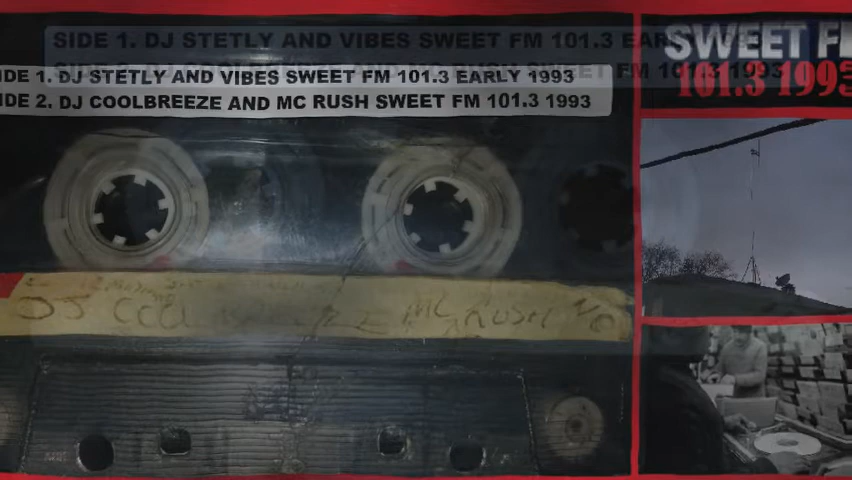 SIDE 1. DJ STETLY AND VIBES SWEET FM 101.3 EARLY 1993
SWEET FM
101.3 1993
IDE 1. DJ STETLY AND VIBES SWEET FM 101.3 EARLY 1993
IDE 2. DJ COOLBREEZE AND MC RUSH SWEET FM 101.3 1993
DJ COOL MC RUSH